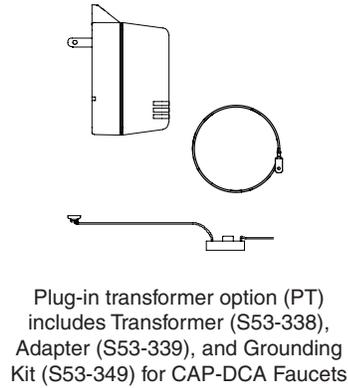 Plug-in transformer option (PT)
includes Transformer (S53-338),
Adapter (S53-339), and Grounding
Kit (S53-349) for CAP-DCA Faucets